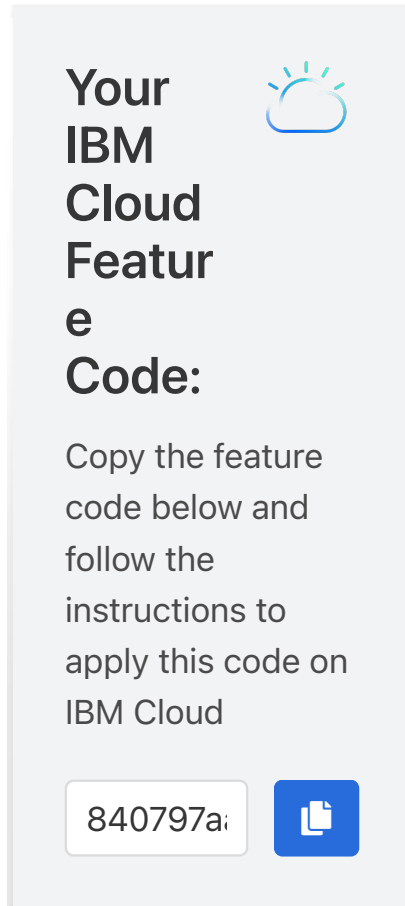 Your
IBM
Cloud
Featur
e
Code:
Copy the feature
code below and
follow the
instructions to
apply this code on
IBM Cloud
840797a